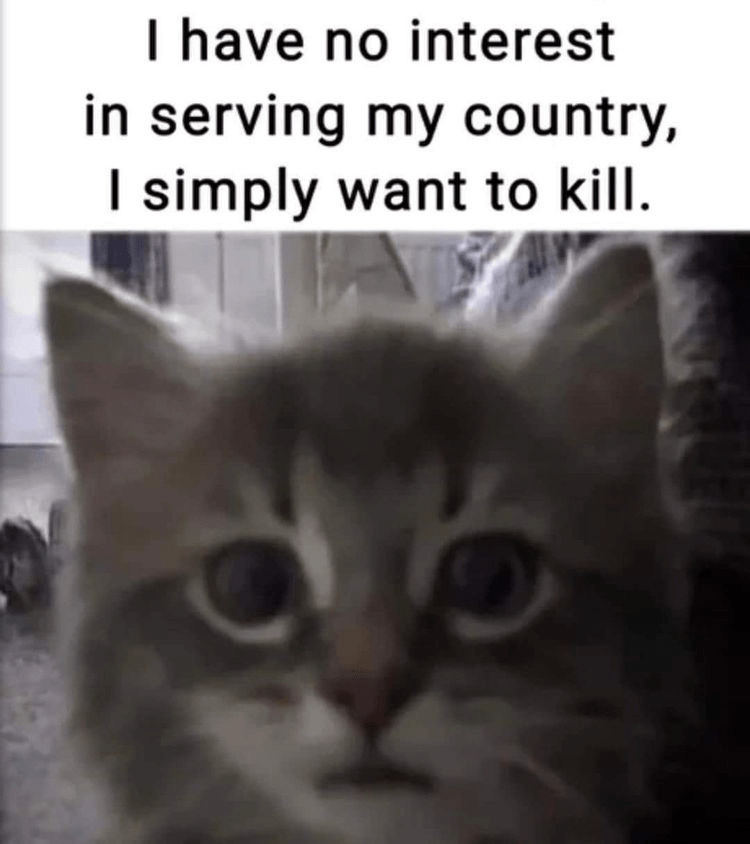 I have no interest
in serving my country,
I simply want to kill.